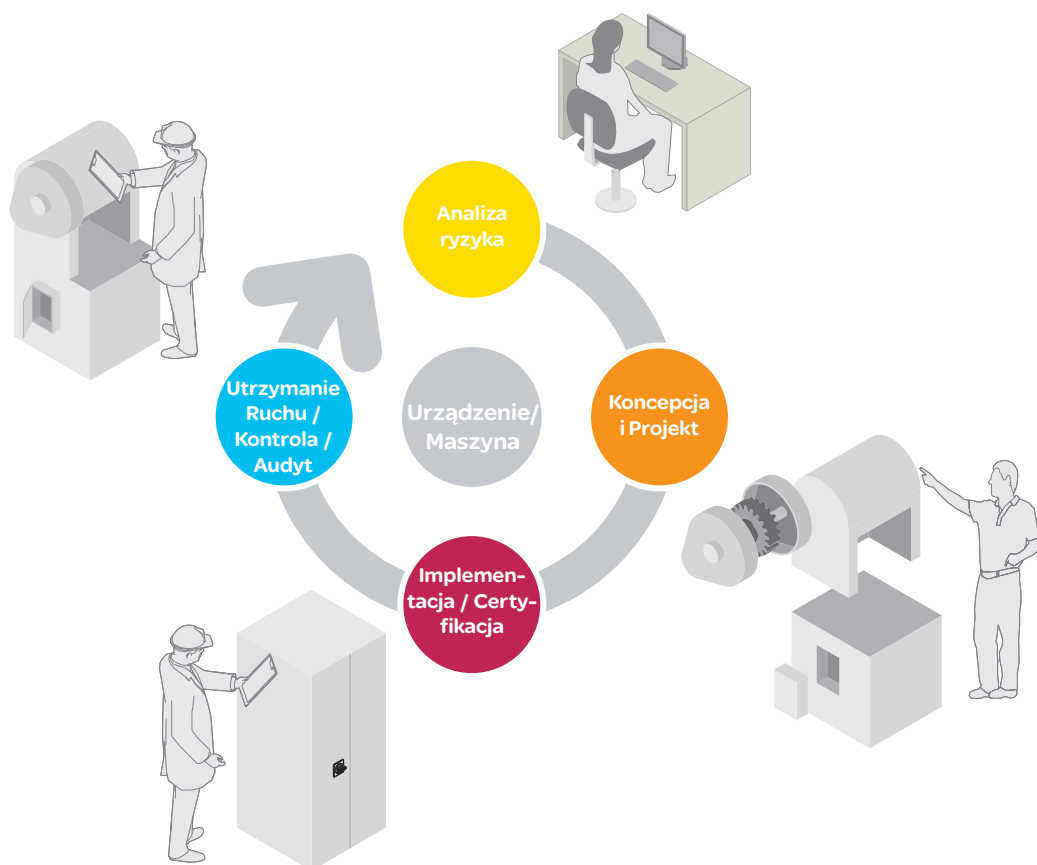 Analiza
ryzyka
Utrzymanie
Ruchu /
Kontrola /
Audyt
Urządzenie/
Maszyna
Koncepcja
i Projekt
Implemen-
tacja / Certy-
fikacja